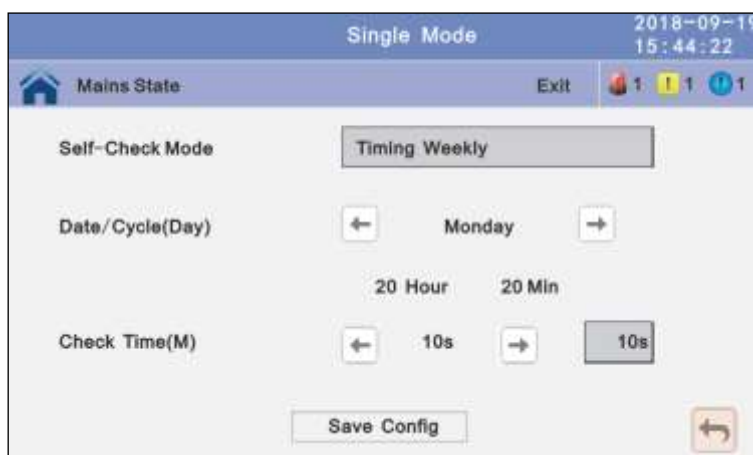 Single Mode
2018-09-19
15:44:22
Mains State Exit 1 ! 1 1
Self-Check Mode Timing Weekly
Date/Cycle(Day) ← Monday →
20 Hour 20 Min
Check Time(M) ← 10s → 10s
Save Config